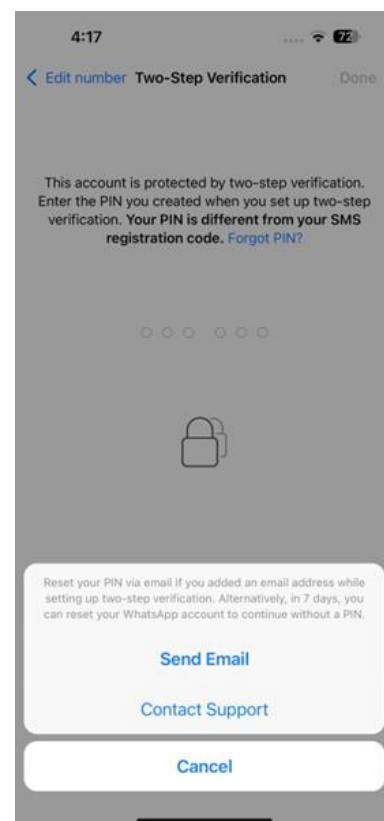 4:17
72
Edit number Two-Step Verification Done
This account is protected by two-step verification.
Enter the PIN you created when you set up two-step
verification. Your PIN is different from your SMS
registration code. Forgot PIN?
Reset your PIN via email if you added an email address while
setting up two-step verification. Alternatively, in 7 days, you
can reset your WhatsApp account to continue without a PIN.
Send Email
Contact Support
Cancel